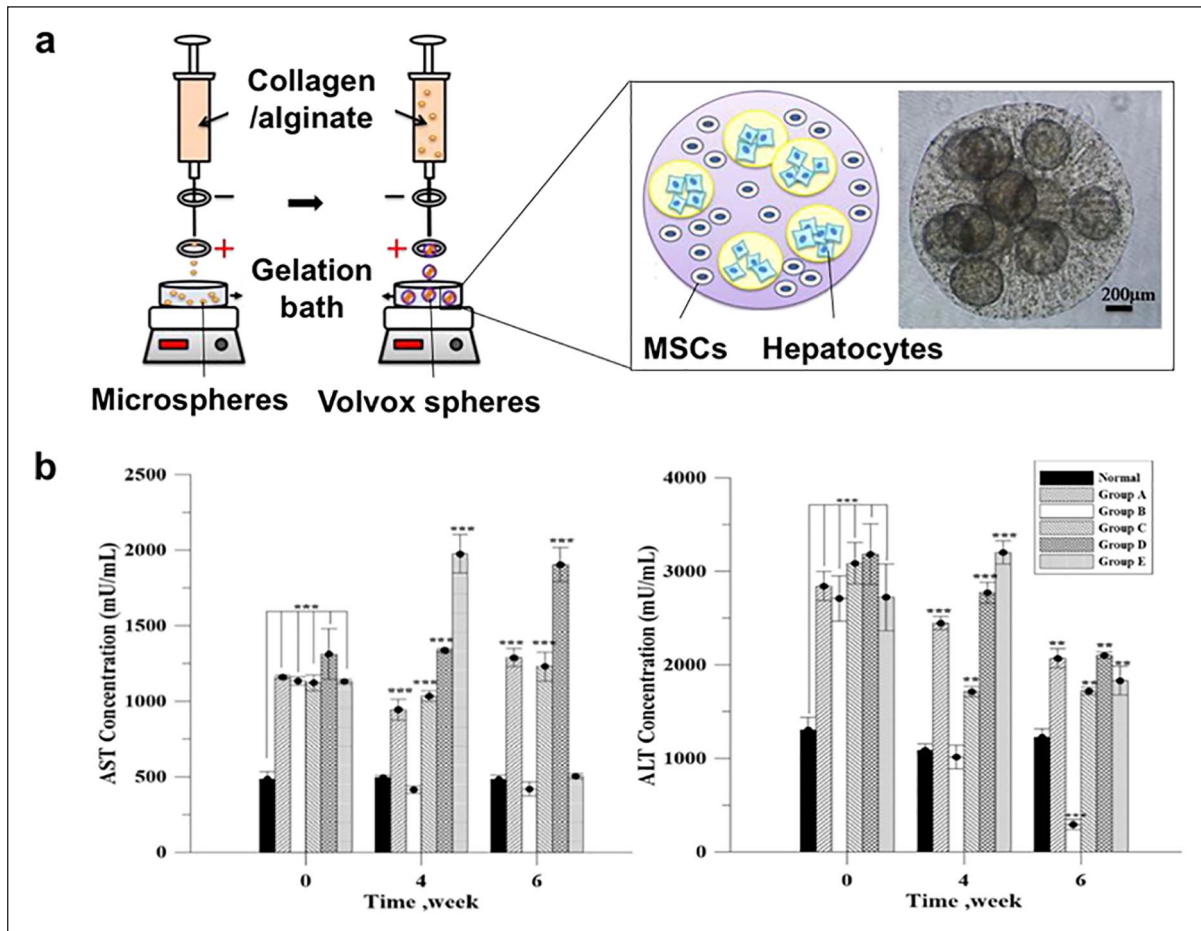 a
Collagen
/alginate
−
−
+
+
Gelation
bath
Microspheres
Volvox spheres
MSCs
Hepatocytes
200μm
b
AST Concentration (mU/mL)
2500
2000
1500
1000
500
0
***
***
***
***
***
***
***
***
0
4
6
Time ,week
ALT Concentration (mU/mL)
4000
3000
2000
1000
0
***
***
**
***
***
**
***
**
**
**
0
4
6
Time ,week
Normal
Group A
Group B
Group C
Group D
Group E